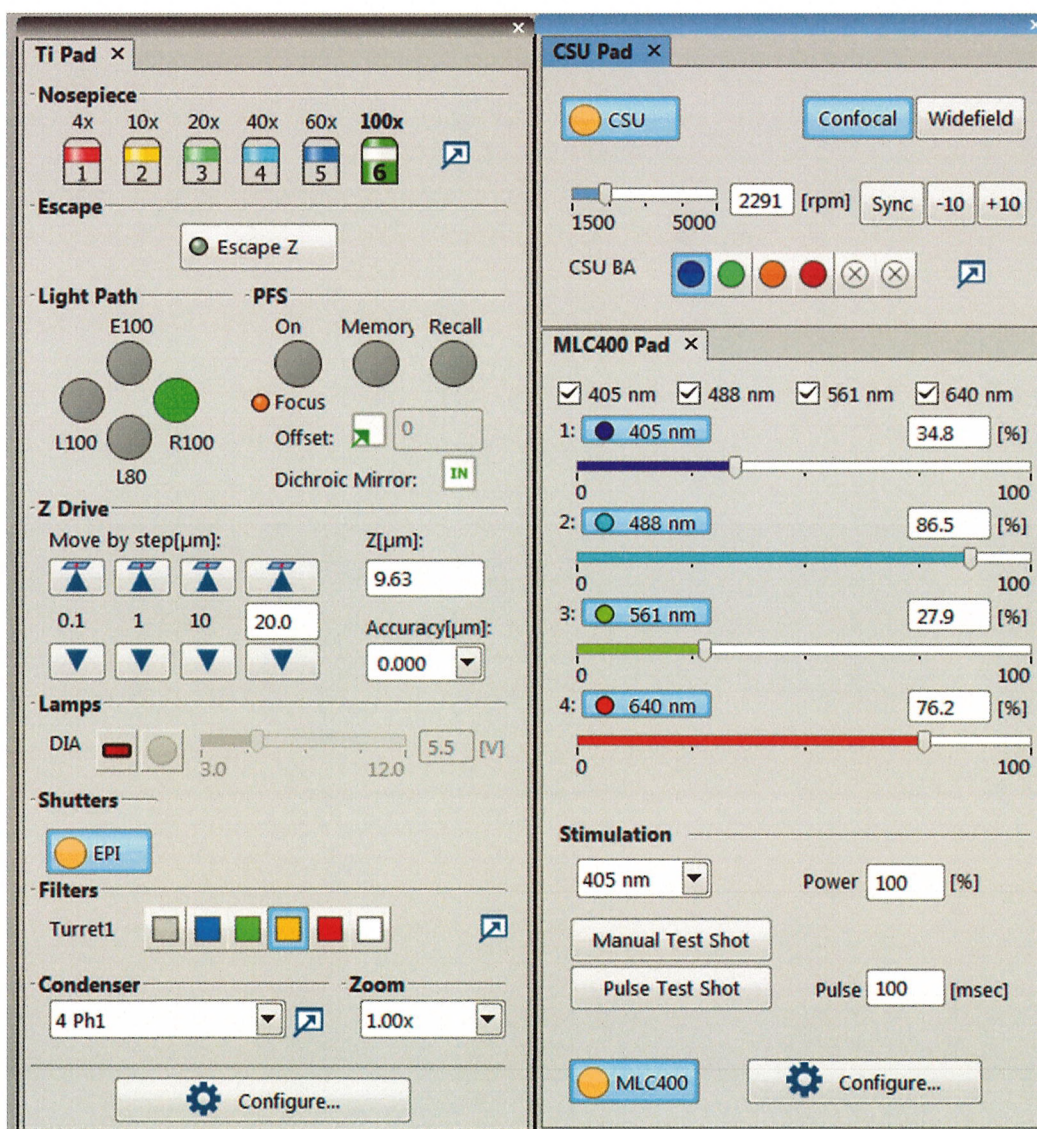 Ti Pad ×
Nosepiece
4x 10x 20x 40x 60x 100x
1 2 3 4 5 6
Escape
Escape Z
Light Path
E100
L100 R100
L80
PFS
On Memory Recall
Focus
Offset: 0
Dichroic Mirror: IN
Z Drive
Move by step[µm]: Z[µm]:
9.63
0.1 1 10 20.0
Accuracy[µm]:
0.000
Lamps
DIA 5.5 [V]
3.0 12.0
Shutters
EPI
Filters
Turret1
Condenser Zoom
4 Ph1 1.00x
Configure...
CSU Pad ×
CSU Confocal Widefield
2291 [rpm] Sync -10 +10
1500 5000
CSU BA
MLC400 Pad ×
405 nm 488 nm 561 nm 640 nm
1: 405 nm 34.8 [%]
0 100
2: 488 nm 86.5 [%]
0 100
3: 561 nm 27.9 [%]
0 100
4: 640 nm 76.2 [%]
0 100
Stimulation
405 nm Power 100 [%]
Manual Test Shot
Pulse Test Shot Pulse 100 [msec]
MLC400 Configure...